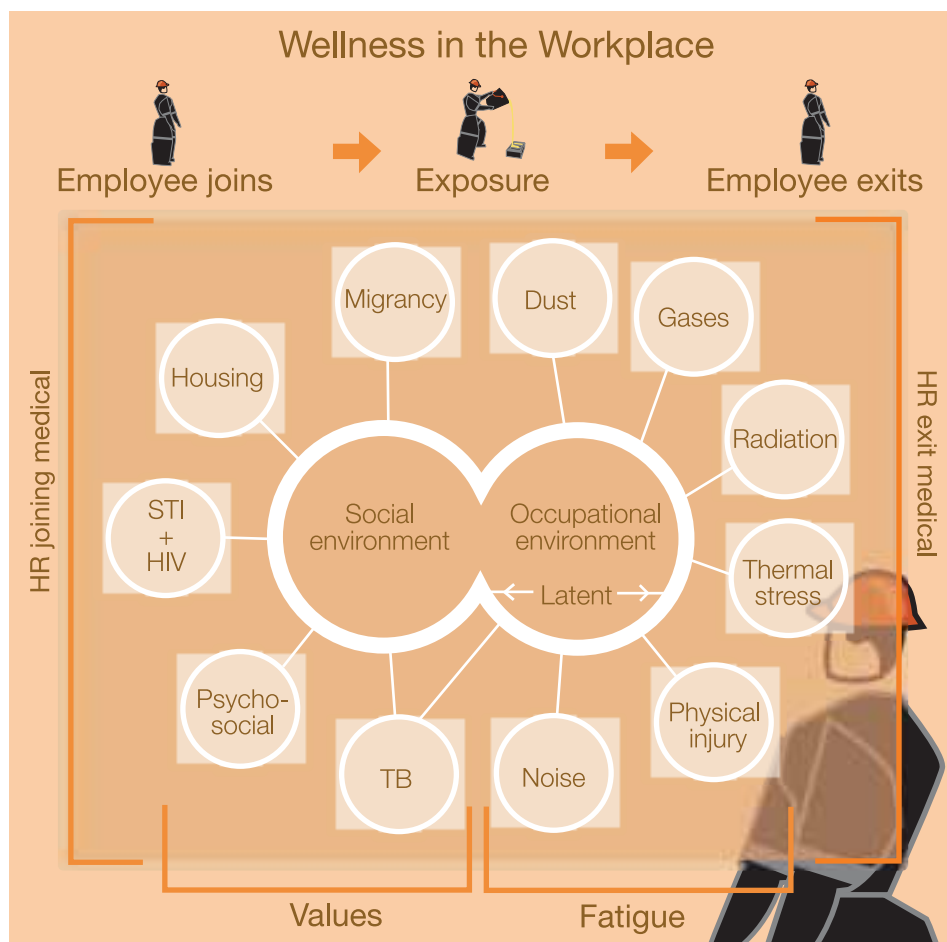 Wellness in the Workplace
Employee joins
Exposure
Employee exits
HR joining medical
HR exit medical
Migrancy
Dust
Gases
Housing
Radiation
STI
+
HIV
Social
environment
Occupational
environment
Latent
Thermal
stress
Psycho-
social
TB
Noise
Physical
injury
Values
Fatigue